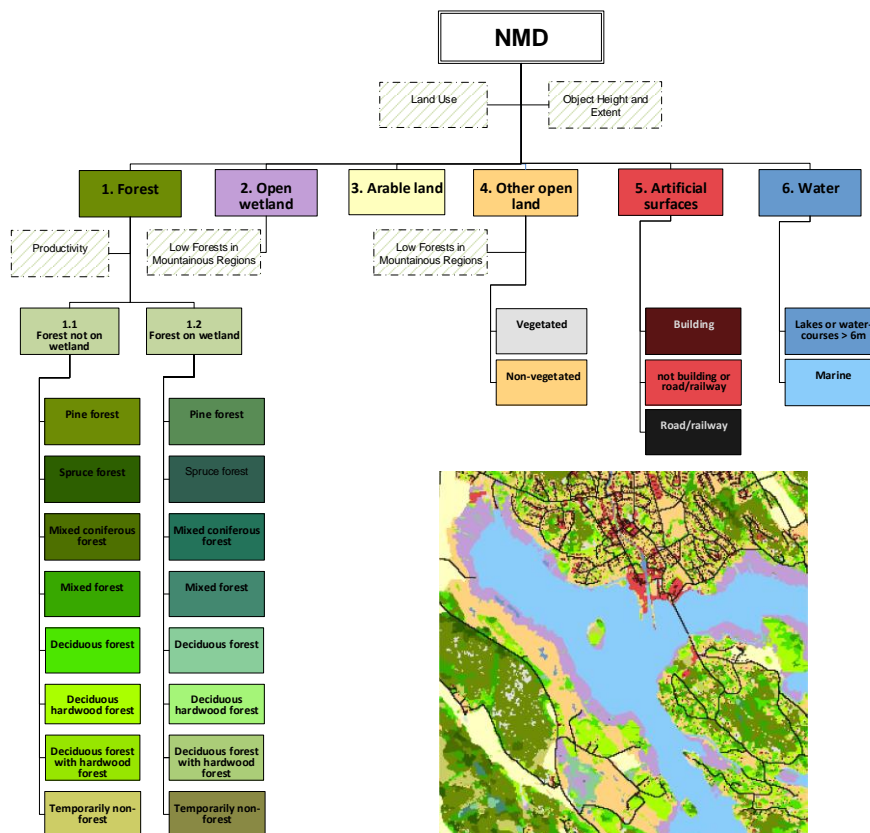 NMD
Land Use
Object Height and
Extent
1. Forest
2. Open
wetland
3. Arable land
4. Other open
land
5. Artificial
surfaces
6. Water
Productivity
Low Forests in
Mountainous Regions
Low Forests in
Mountainous Regions
1.1
Forest not on
wetland
1.2
Forest on wetland
Vegetated
Non-vegetated
Building
not building or
road/railway
Road/railway
Lakes or water-
courses > 6m
Marine
Pine forest
Spruce forest
Mixed coniferous
forest
Mixed forest
Deciduous forest
Deciduous
hardwood forest
Deciduous forest
with hardwood forest
Temporarily non-
forest
Pine forest
Spruce forest
Mixed coniferous
forest
Mixed forest
Deciduous forest
Deciduous
hardwood forest
Deciduous forest
with hardwood forest
Temporarily non-
forest